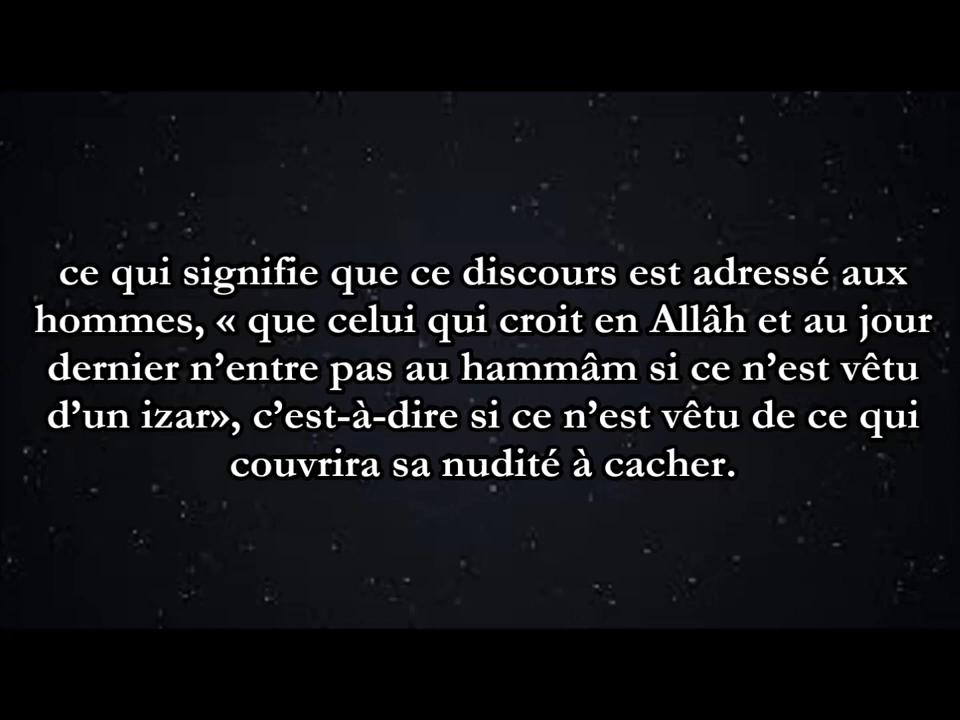 ce qui signifie que ce discours est adressé aux
hommes, « que celui qui croit en Allâh et au jour
dernier n’entre pas au hammâm si ce n’est vêtu
d’un izar», c’est-à-dire si ce n’est vêtu de ce qui
couvrira sa nudité à cacher.